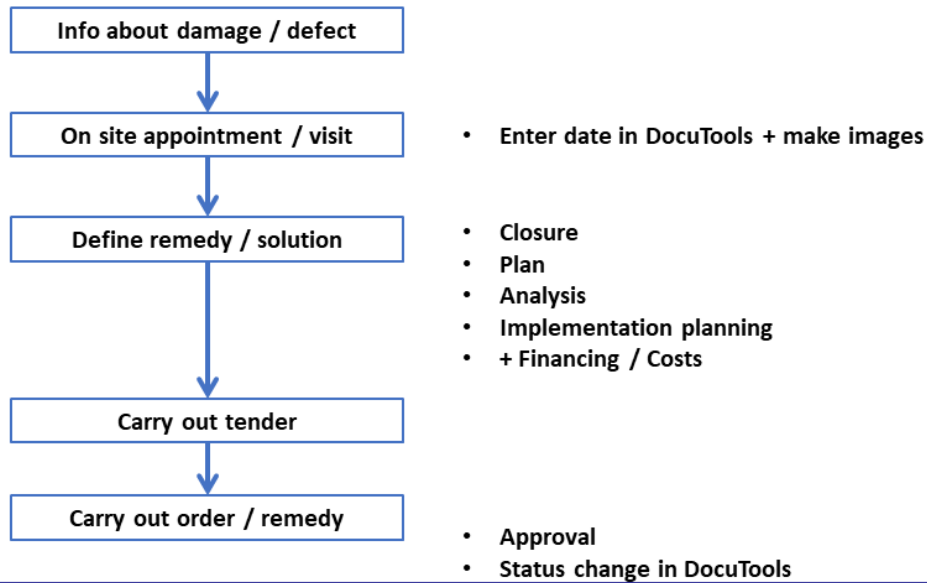 Info about damage / defect
On site appointment / visit
• Enter date in DocuTools + make images
Define remedy / solution
• Closure
• Plan
• Analysis
• Implementation planning
• + Financing / Costs
Carry out tender
Carry out order / remedy
• Approval
• Status change in DocuTools